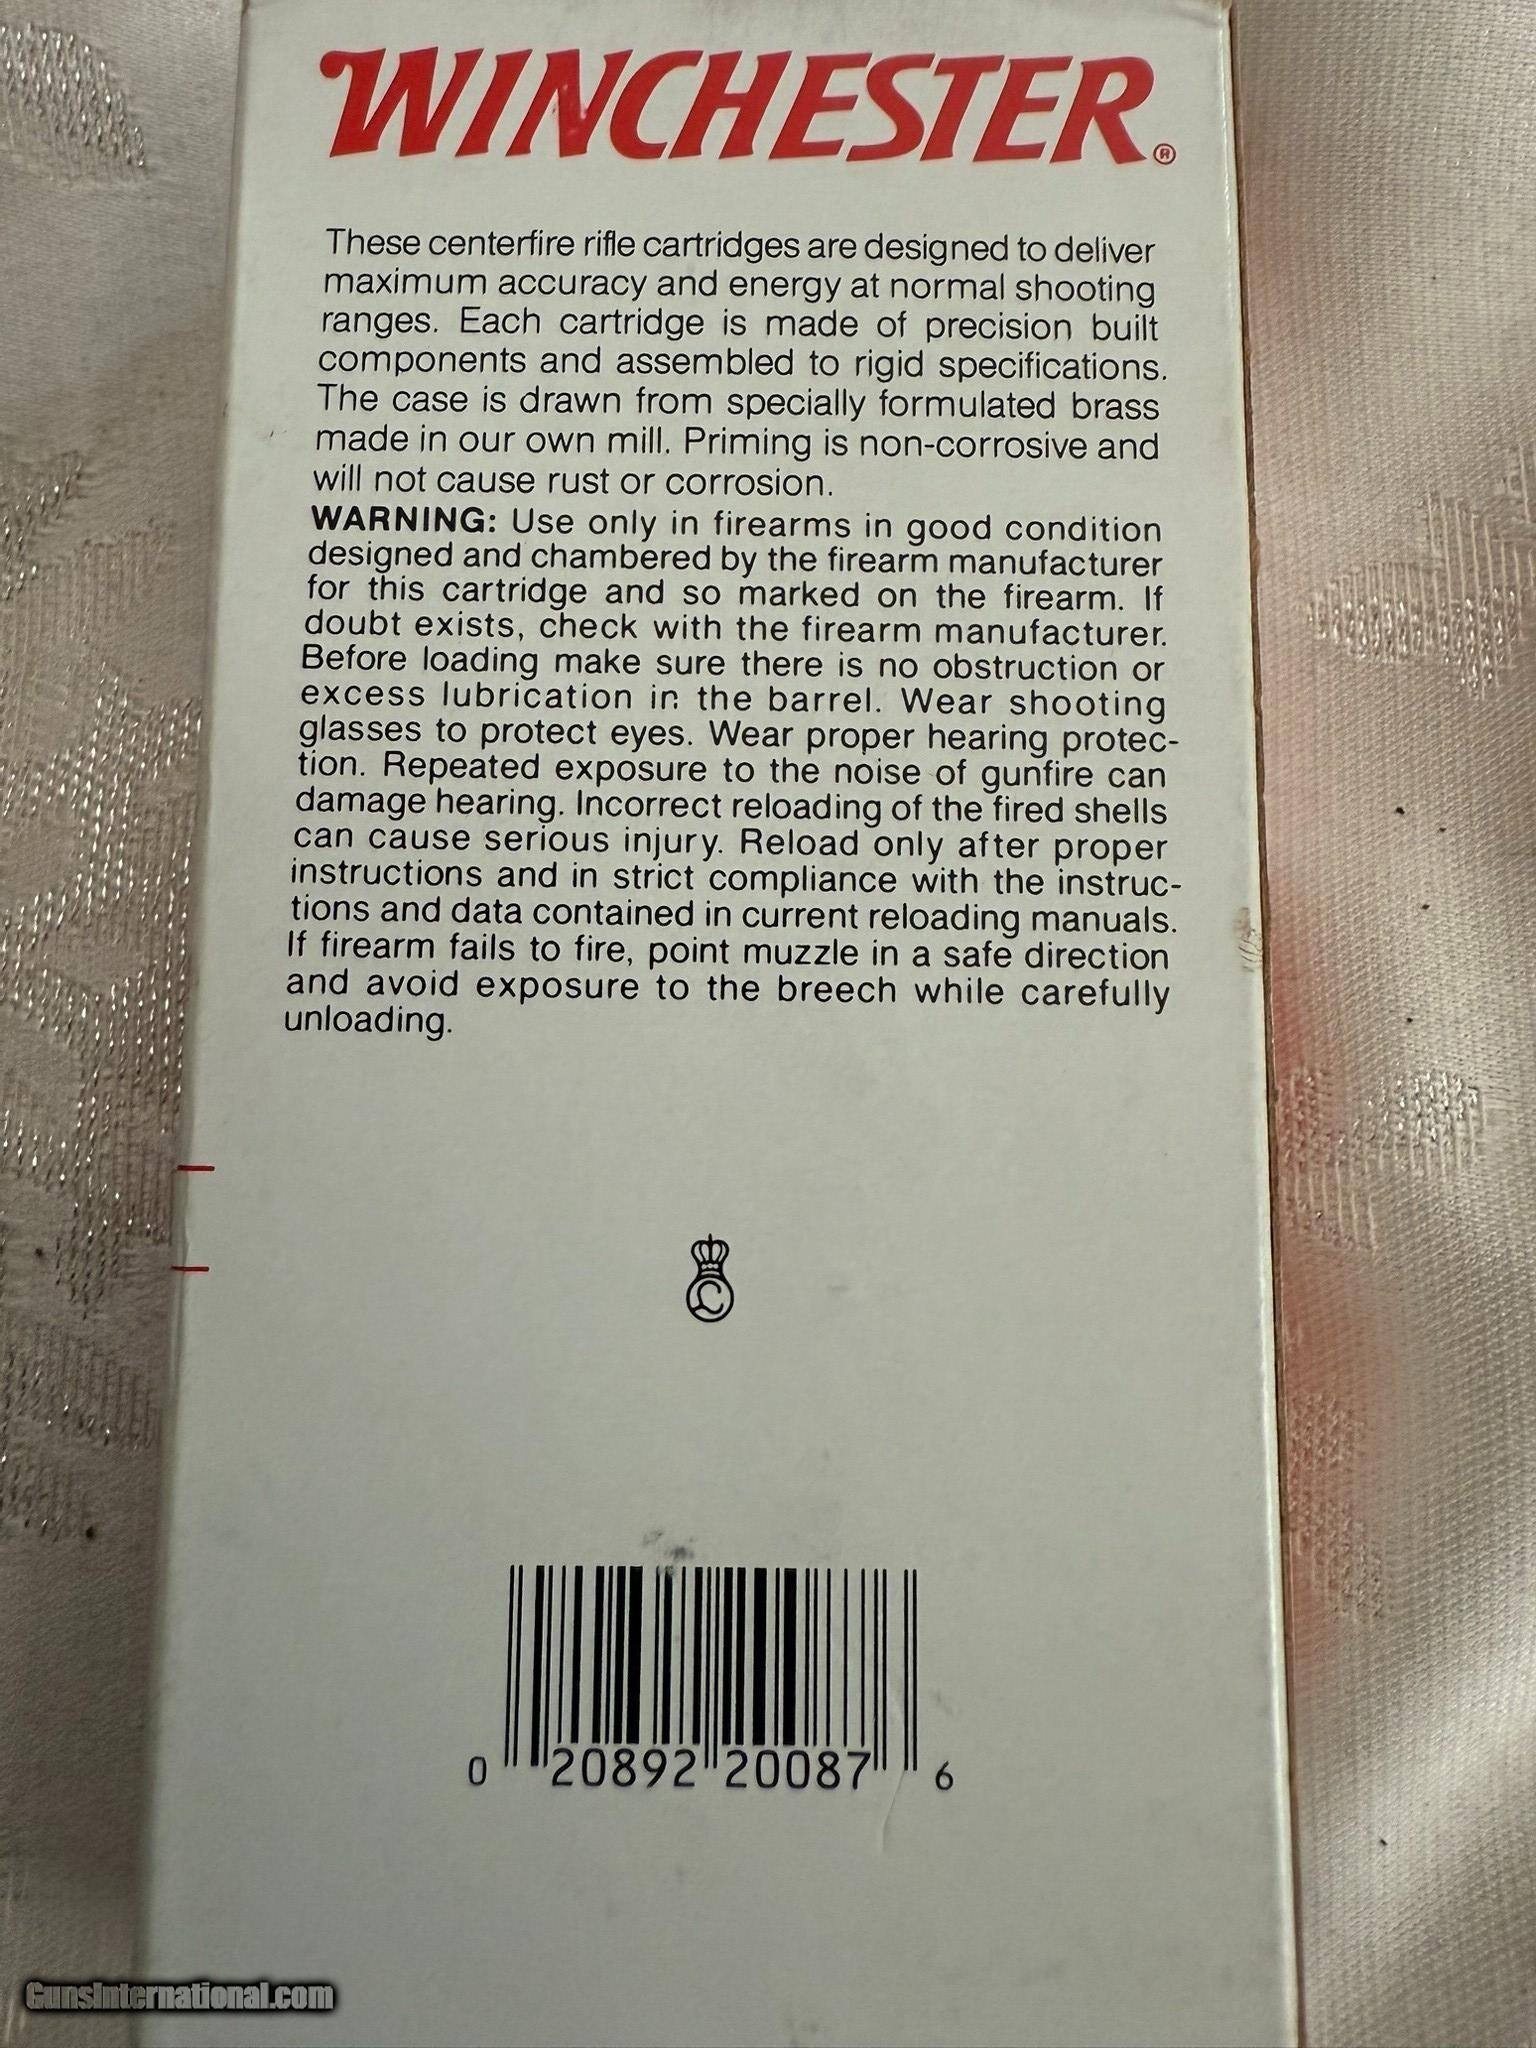 WINCHESTER®
These centerfire rifle cartridges are designed to deliver
maximum accuracy and energy at normal shooting
ranges. Each cartridge is made of precision built
components and assembled to rigid specifications.
The case is drawn from specially formulated brass
made in our own mill. Priming is non-corrosive and
will not cause rust or corrosion.
WARNING: Use only in firearms in good condition
designed and chambered by the firearm manufacturer
for this cartridge and so marked on the firearm. If
doubt exists, check with the firearm manufacturer.
Before loading make sure there is no obstruction or
excess lubrication in the barrel. Wear shooting
glasses to protect eyes. Wear proper hearing protec-
tion. Repeated exposure to the noise of gunfire can
damage hearing. Incorrect reloading of the fired shells
can cause serious injury. Reload only after proper
instructions and in strict compliance with the instruc-
tions and data contained in current reloading manuals.
If firearm fails to fire, point muzzle in a safe direction
and avoid exposure to the breech while carefully
unloading.
0 20892 20087 6
GunsInternational.com